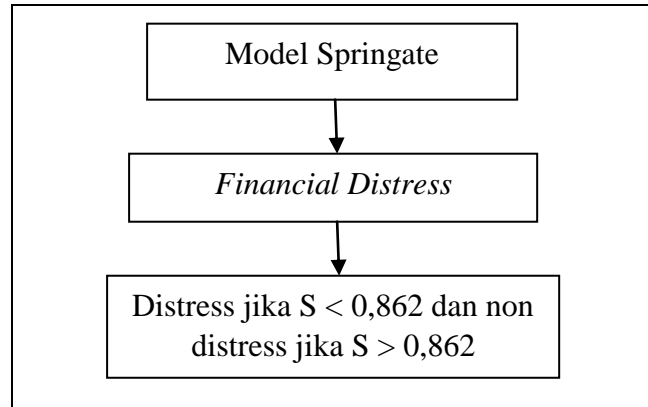 Model Springate
Financial Distress
Distress jika S < 0,862 dan non
distress jika S > 0,862